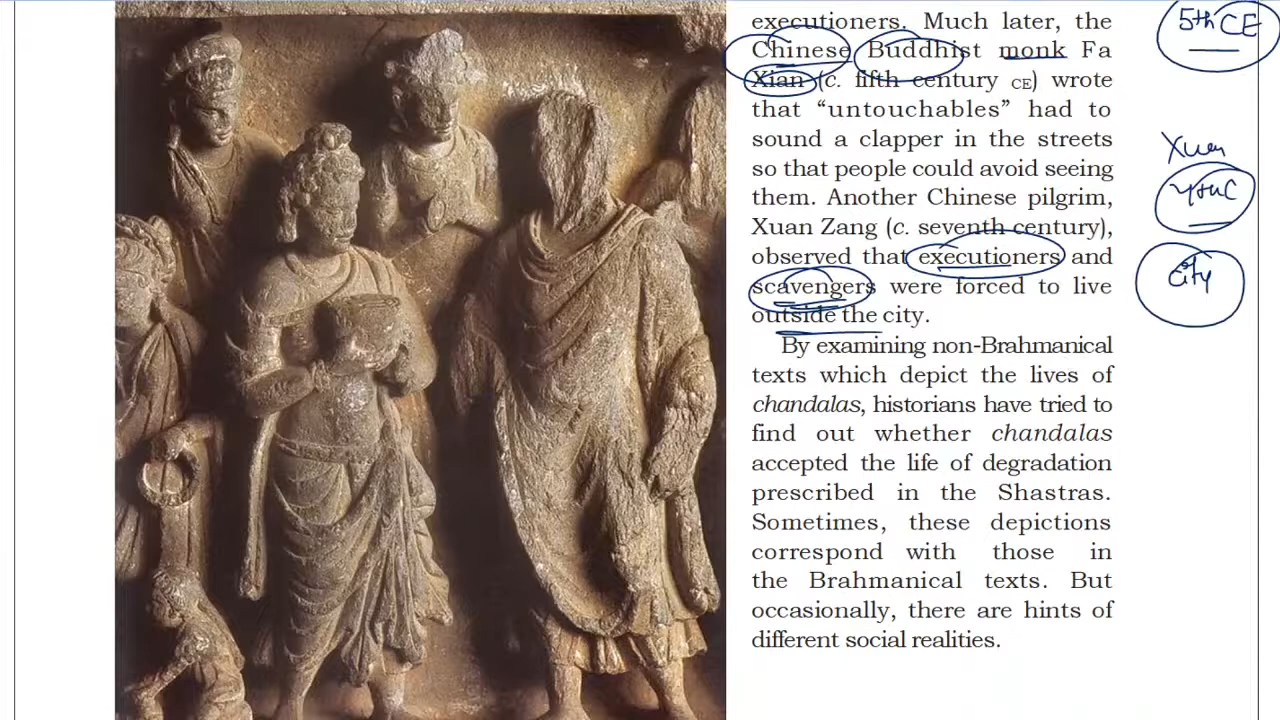 executioners. Much later, the
Chinese Buddhist monk Fa
Xian (c. fifth century CE) wrote
that “untouchables” had to
sound a clapper in the streets
so that people could avoid seeing
them. Another Chinese pilgrim,
Xuan Zang (c. seventh century),
observed that executioners and
scavengers were forced to live
outside the city.
By examining non-Brahmanical
texts which depict the lives of
chandalas, historians have tried to
find out whether chandalas
accepted the life of degradation
prescribed in the Shastras.
Sometimes, these depictions
correspond with those in
the Brahmanical texts. But
occasionally, there are hints of
different social realities.
5th CE
Xuan
7th C
city